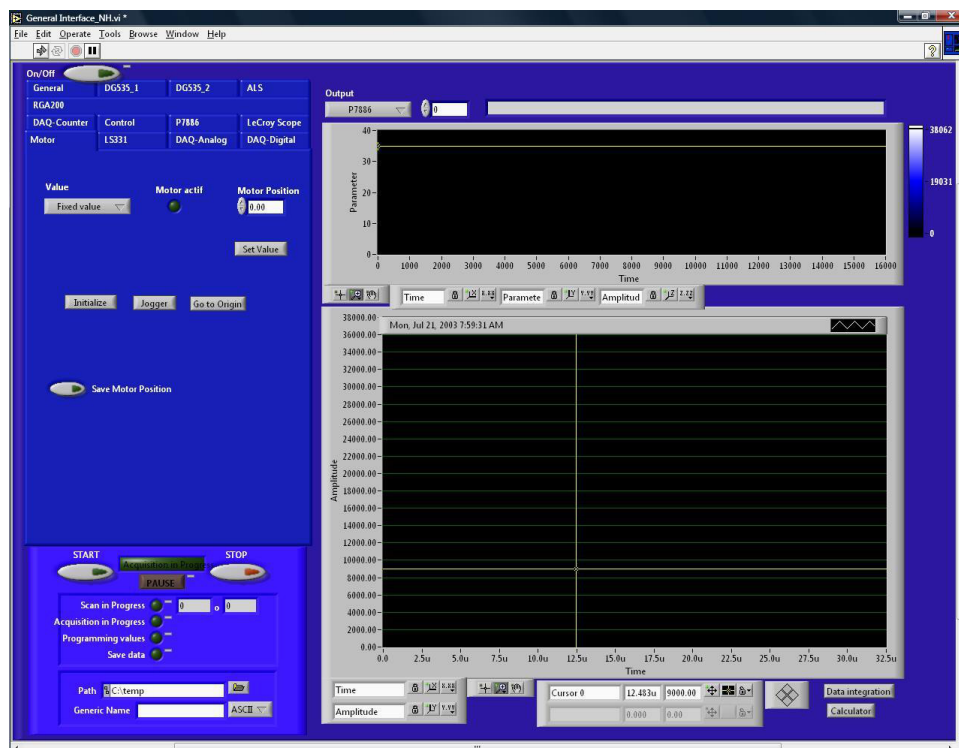 General Interface_NH.vi *
File Edit Operate Tools Browse Window Help
?
On/Off
General DG535_1 DG535_2 ALS
RGA200
DAQ-Counter Control P7886 LeCroy Scope
Motor LS331 DAQ-Analog DAQ-Digital
Value Motor actif Motor Position
Fixed value 0.00
Set Value
Initialize Jogger Go to Origin
Save Motor Position
START STOP
Acquisition in Progres
PAUSE
Scan in Progress 0 o 0
Acquisition in Progress
Programming values
Save data
Path C:\temp
Generic Name ASCII
Output
P7886 0
40
30
20
10
0
Parameter
0 1000 2000 3000 4000 5000 6000 7000 8000 9000 10000 11000 12000 13000 14000 16000
Time
38062
19031
0
Time X.XX Paramete Y.YY Amplitud Z.ZZ
Mon, Jul 21, 2003 7:59:31 AM
38000.00
36000.00
34000.00
32000.00
30000.00
28000.00
26000.00
24000.00
22000.00
20000.00
18000.00
16000.00
14000.00
12000.00
10000.00
8000.00
6000.00
4000.00
2000.00
0.00
Amplitude
0.0 2.5u 5.0u 7.5u 10.0u 12.5u 15.0u 17.5u 20.0u 22.5u 25.0u 27.5u 30.0u 32.5u
Time
Time X.XX
Amplitude Y.YY
Cursor 0 12.483u 9000.00
0.000 0.00
Data integration
Calculator